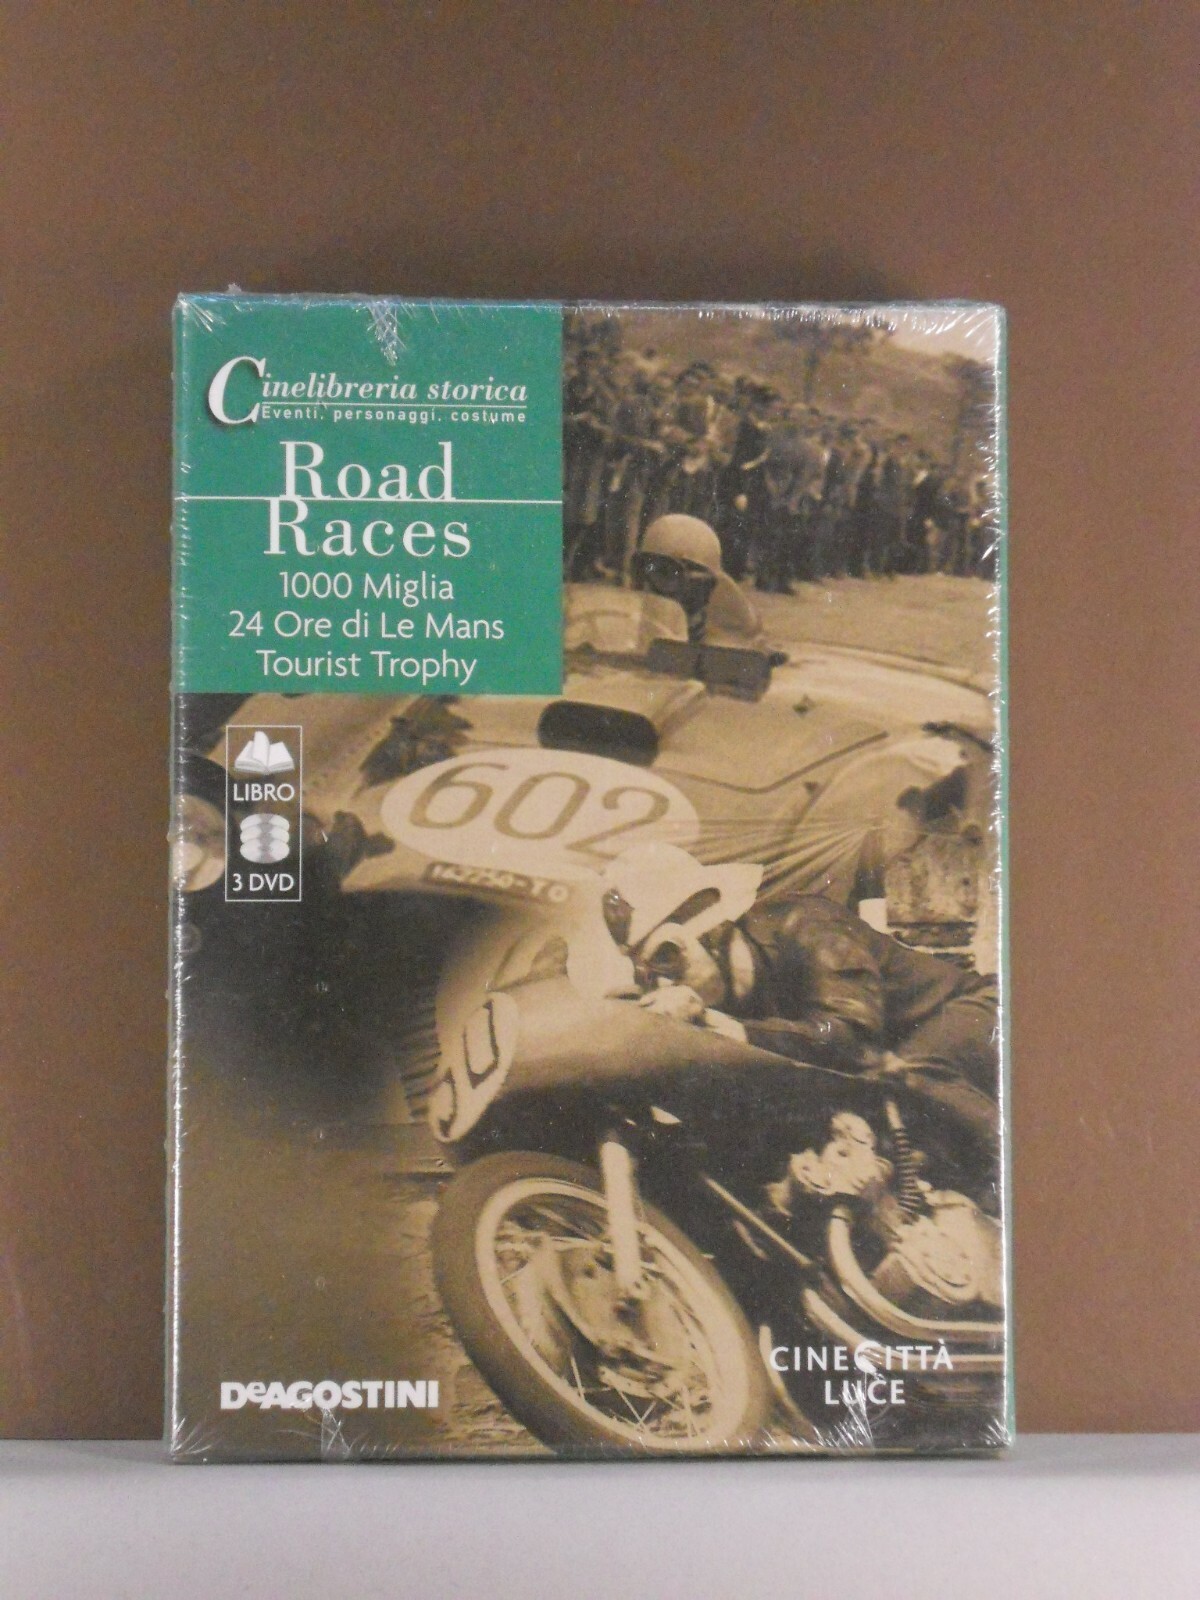 Cinelibreria storica
Eventi, personaggi, costume
Road
Races
1000 Miglia
24 Ore di Le Mans
Tourist Trophy
LIBRO
3 DVD
602
DeAGOSTINI
CINECITTÀ
LUCE